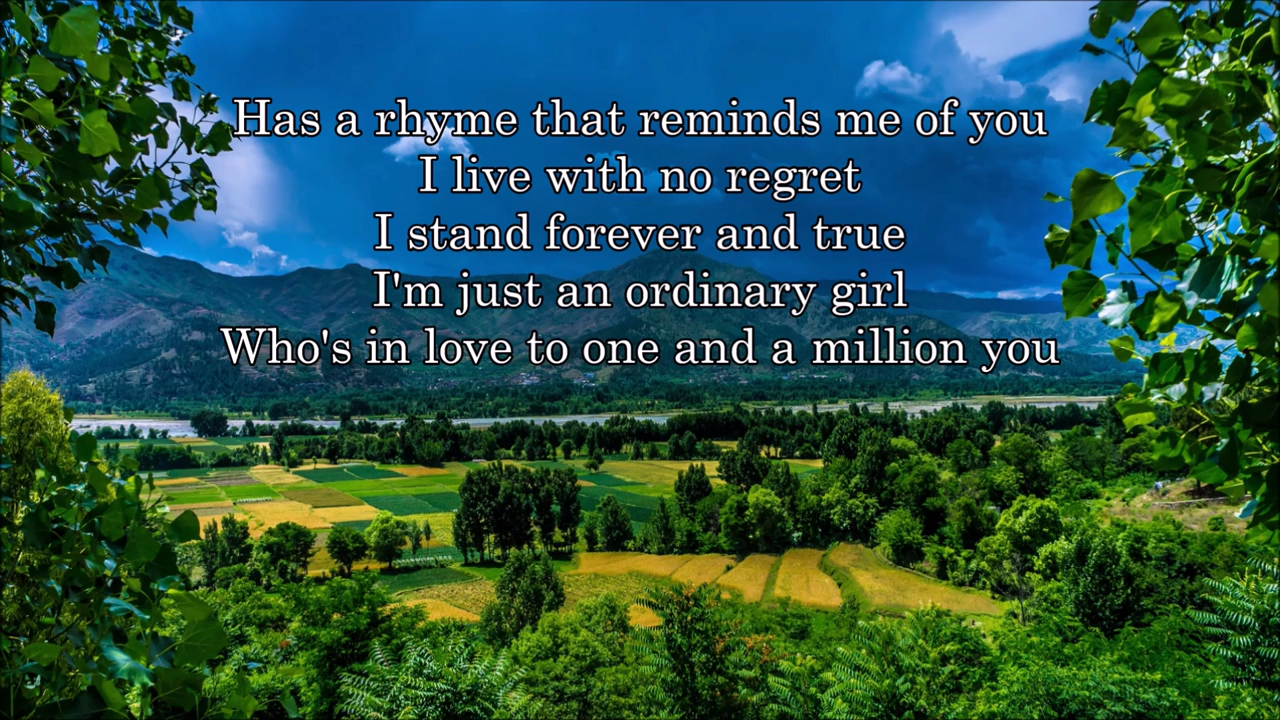 Has a rhyme that reminds me of you
I live with no regret
I stand forever and true
I'm just an ordinary girl
Who's in love to one and a million you